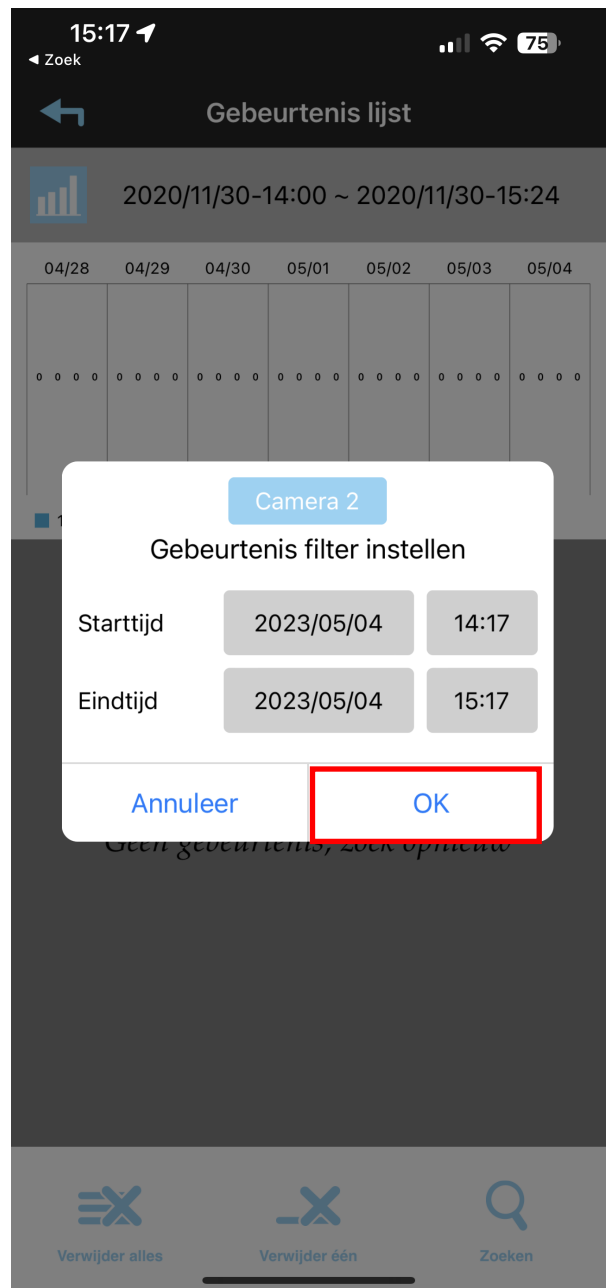 15:17
75
◀ Zoek
Gebeurtenis lijst
2020/11/30-14:00 ~ 2020/11/30-15:24
04/28 04/29 04/30 05/01 05/02 05/03 05/04
0 0 0 0 0 0 0 0 0 0 0 0 0 0 0 0 0 0 0 0 0 0 0 0 0 0 0 0
Camera 2
1
Gebeurtenis filter instellen
Starttijd 2023/05/04 14:17
Eindtijd 2023/05/04 15:17
Annuleer OK
Geen gebeurtenis, zoek opnieuw
Verwijder alles Verwijder één Zoeken